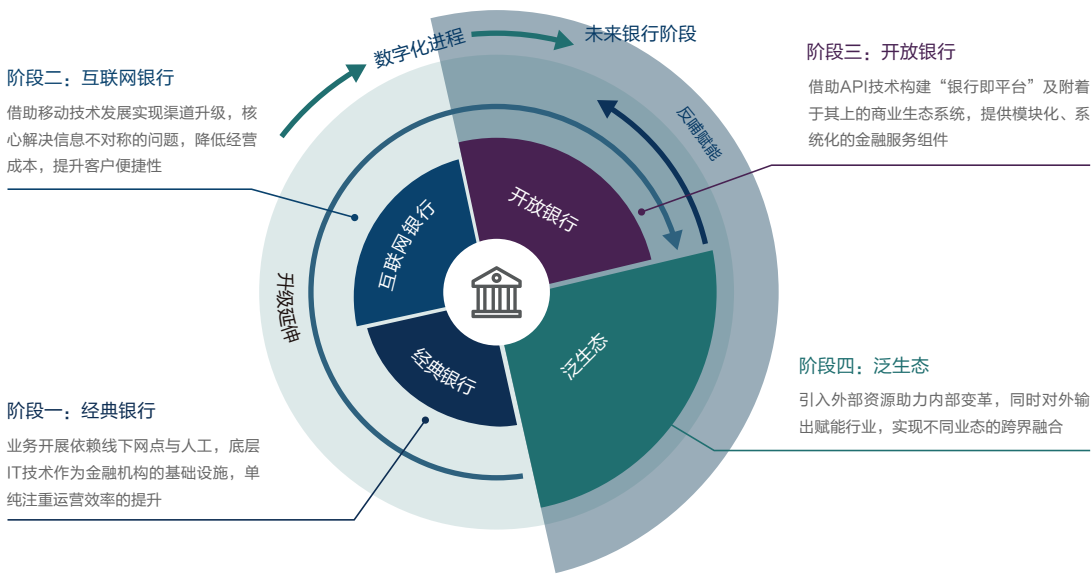 数字化进程
未来银行阶段
阶段二：互联网银行
借助移动技术发展实现渠道升级，核
心解决信息不对称的问题，降低经营
成本，提升客户便捷性
阶段三：开放银行
借助API技术构建“银行即平台”及附着
于其上的商业生态系统，提供模块化、系
统化的金融服务组件
反哺赋能
开放银行
互联网银行
升级延伸
经典银行
泛生态
阶段一：经典银行
业务开展依赖线下网点与人工，底层
IT技术作为金融机构的基础设施，单
纯注重运营效率的提升
阶段四：泛生态
引入外部资源助力内部变革，同时对外输
出赋能行业，实现不同业态的跨界融合